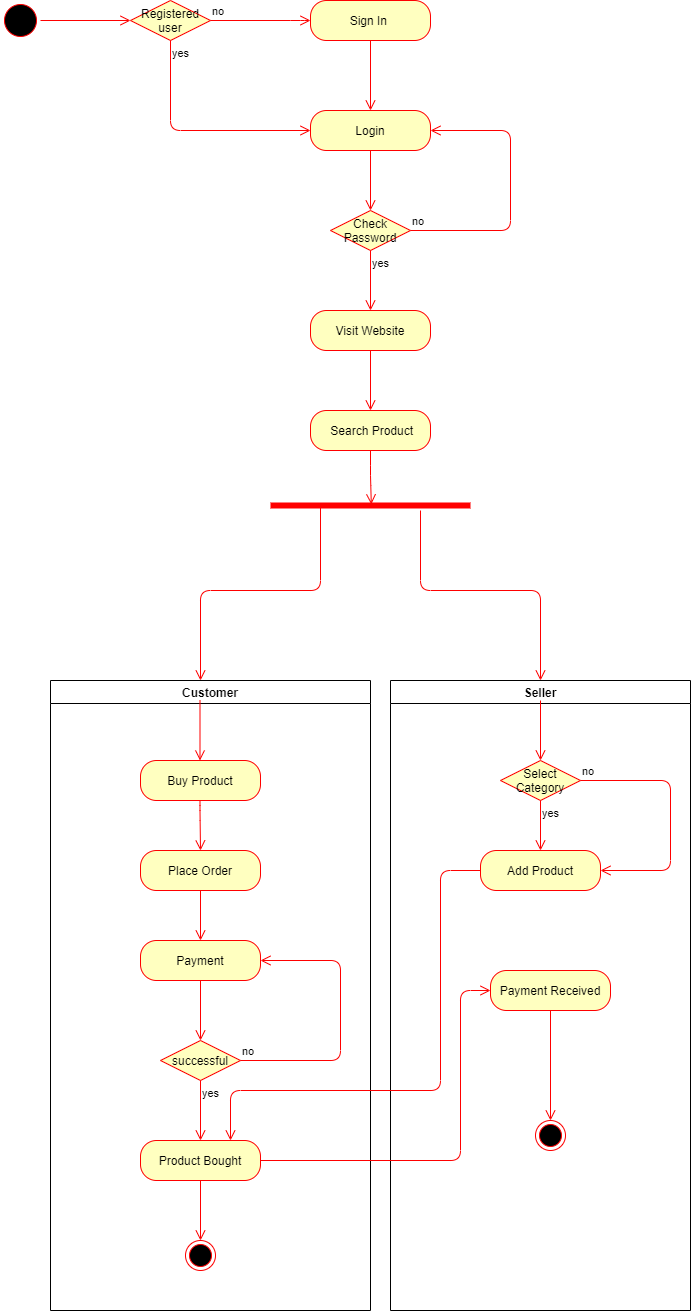 Registered
user
no
Sign In
yes
Login
Check
Password
no
yes
Visit Website
Search Product
Customer
Seller
Buy Product
Select
Category
no
yes
Place Order
Add Product
Payment
Payment Received
successful
no
yes
Product Bought